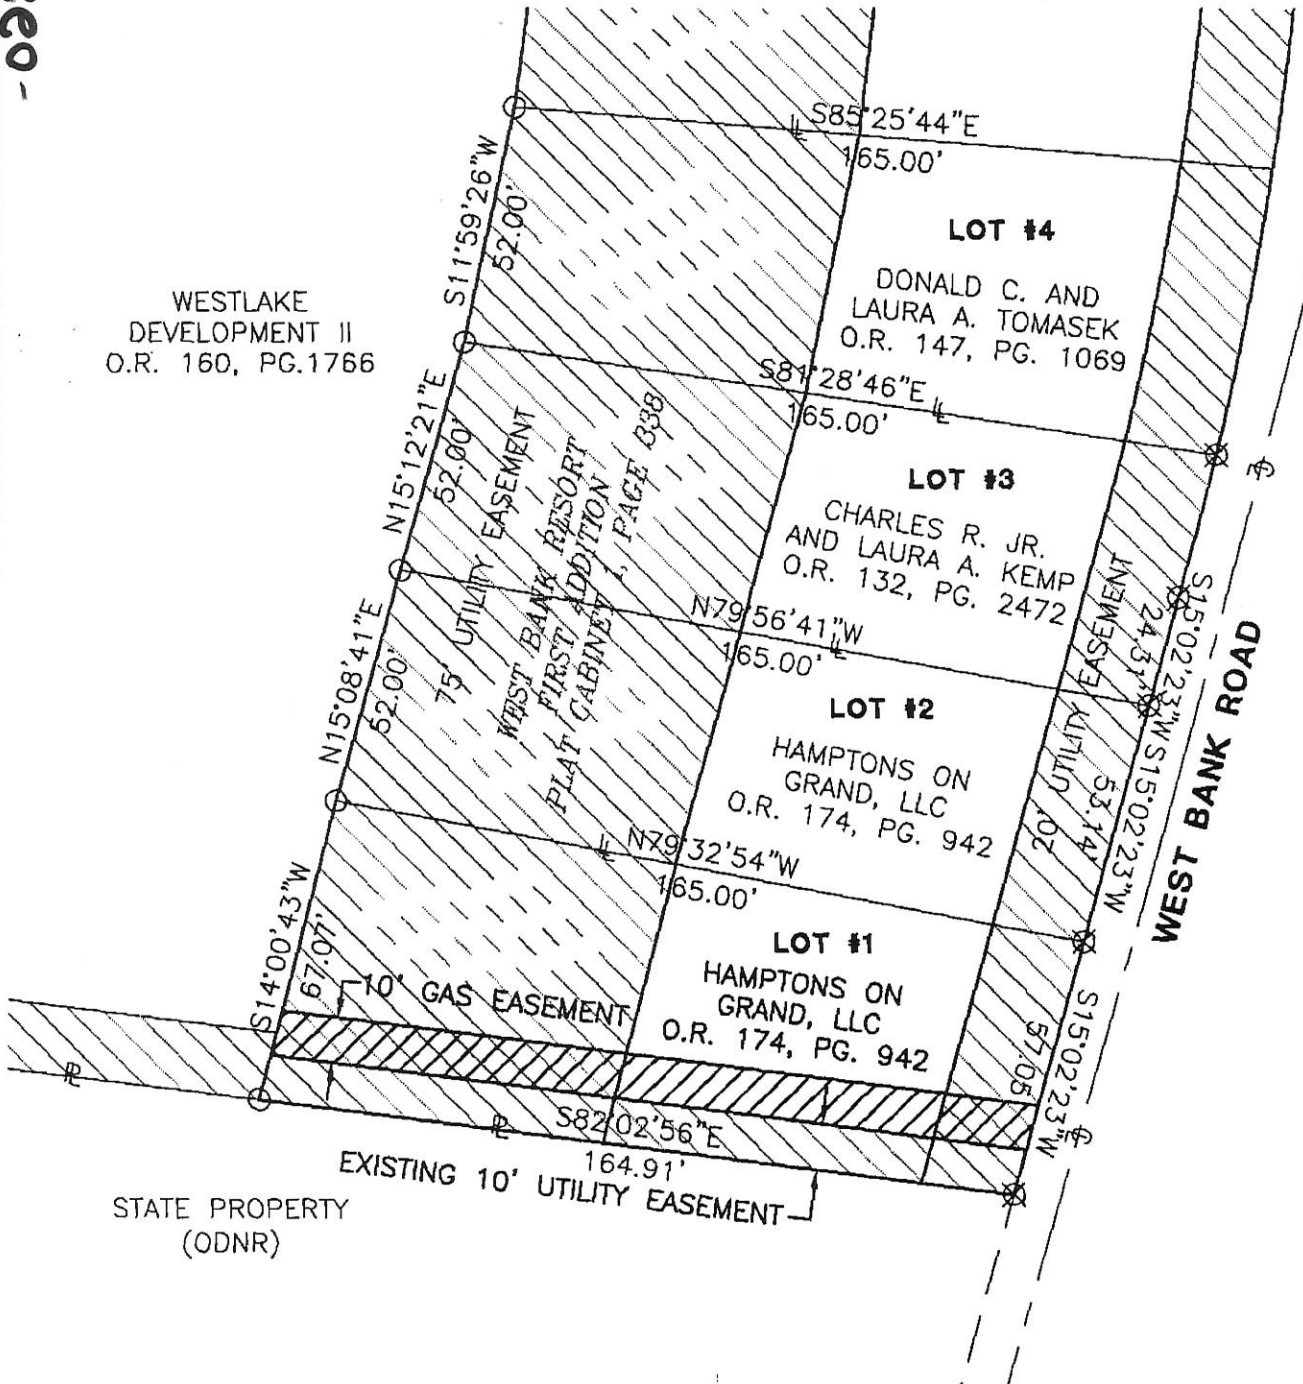 S85°25'44"E
165.00'
S11°59'26"W
52.00'
LOT #4
DONALD C. AND
LAURA A. TOMASEK
O.R. 147, PG. 1069
WESTLAKE
DEVELOPMENT II
O.R. 160, PG.1766
S81°28'46"E
165.00'
N15°12'21"E
52.00'
LOT #3
CHARLES R. JR.
AND LAURA A. KEMP
O.R. 132, PG. 2472
75' UTILITY EASEMENT
WEST BANK RESORT
FIRST ADDITION
PLAT CABINET 1, PAGE 338
N79°56'41"W
165.00'
N15°08'41"E
52.00'
LOT #2
HAMPTONS ON
GRAND, LLC
O.R. 174, PG. 942
20' UTILITY EASEMENT
S15°02'23"W
24.31'
S15°02'23"W
53.14'
WEST BANK ROAD
N79°32'54"W
165.00'
S14°00'43"W
67.07'
LOT #1
HAMPTONS ON
GRAND, LLC
O.R. 174, PG. 942
10' GAS EASEMENT
S15°02'23"W
57.05'
S82°02'56"E
164.91'
EXISTING 10' UTILITY EASEMENT
STATE PROPERTY
(ODNR)